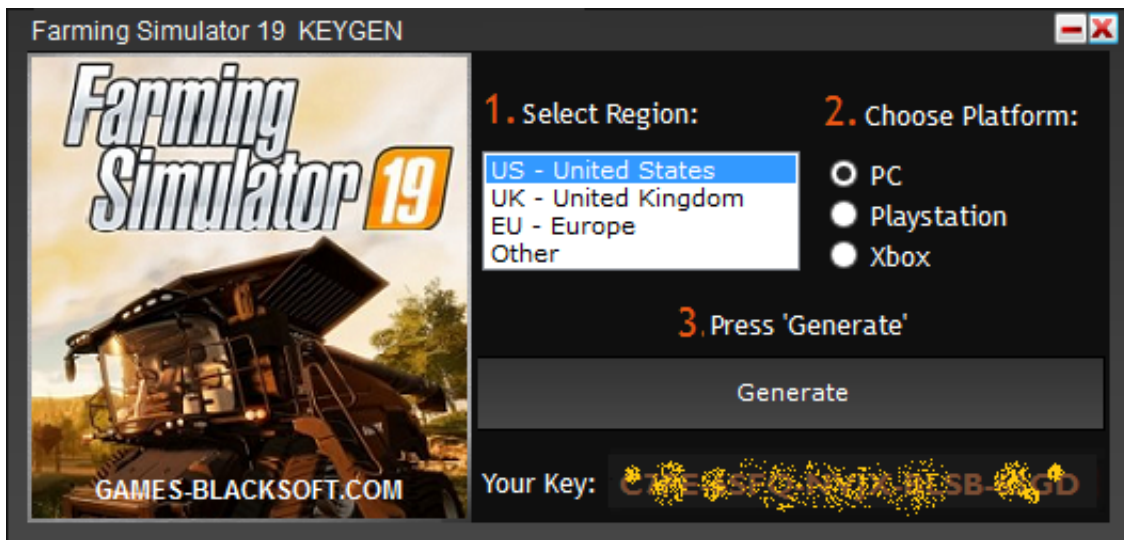 Farming Simulator 19 KEYGEN
Farming
Simulator 19
GAMES-BLACKSOFT.COM
1. Select Region:
US - United States
UK - United Kingdom
EU - Europe
Other
2. Choose Platform:
PC
Playstation
Xbox
3. Press 'Generate'
Generate
Your Key: